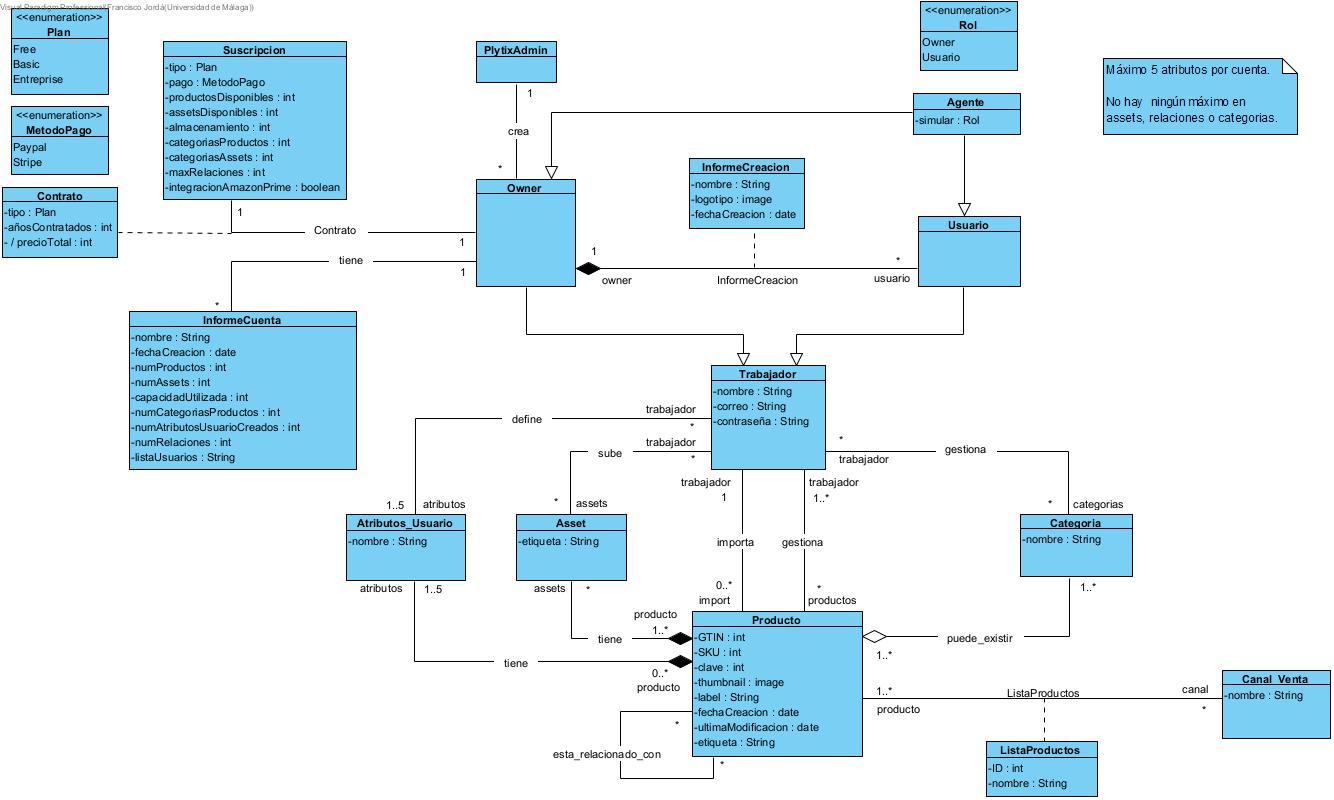 Visual Paradigm Professional(Francisco Jordá(Universidad de Málaga))
<<enumeration>>
Plan
Free
Basic
Entreprise
<<enumeration>>
MetodoPago
Paypal
Stripe
Contrato
-tipo : Plan
-añosContratados : int
- / precioTotal : int
Suscripcion
-tipo : Plan
-pago : MetodoPago
-productosDisponibles : int
-assetsDisponibles : int
-almacenamiento : int
-categoriasProductos : int
-categoriasAssets : int
-maxRelaciones : int
-integracionAmazonPrime : boolean
1
Contrato
1
tiene
1
*
PlytixAdmin
1
crea
*
Owner
<<enumeration>>
Rol
Owner
Usuario
Agente
-simular : Rol
Máximo 5 atributos por cuenta.
No hay ningún máximo en
assets, relaciones o categorias.
InformeCreacion
-nombre : String
-logotipo : image
-fechaCreacion : date
Usuario
1
owner
InformeCreacion
*
usuario
InformeCuenta
-nombre : String
-fechaCreacion : date
-numProductos : int
-numAssets : int
-capacidadUtilizada : int
-numCategoriasProductos : int
-numAtributosUsuarioCreados : int
-numRelaciones : int
-listaUsuarios : String
Trabajador
-nombre : String
-correo : String
-contraseña : String
define
trabajador
*
sube
trabajador
*
*
trabajador
gestiona
trabajador
1
trabajador
1..*
1..5
atributos
*
assets
*
categorias
Atributos_Usuario
-nombre : String
Asset
-etiqueta : String
Categoria
-nombre : String
importa
gestiona
atributos
1..5
assets
*
0..*
import
*
productos
1..*
producto
1..*
tiene
tiene
0..*
producto
Producto
-GTIN : int
-SKU : int
-clave : int
-thumbnail : image
-label : String
-fechaCreacion : date
-ultimaModificacion : date
-etiqueta : String
puede_existir
1..*
1..*
producto
ListaProductos
canal
*
Canal_Venta
-nombre : String
*
esta_relacionado_con
*
ListaProductos
-ID : int
-nombre : String